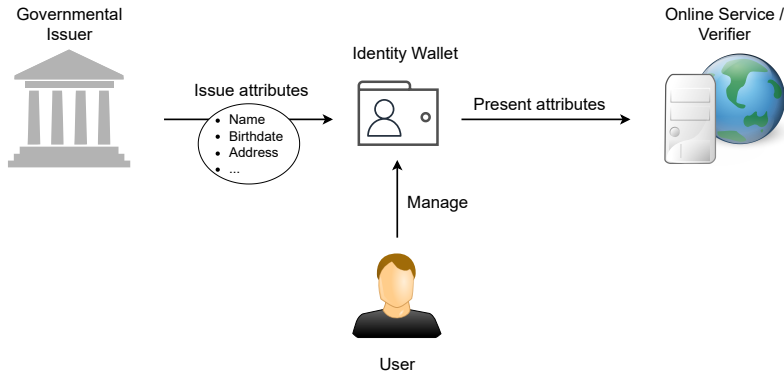 Governmental
Issuer
Online Service /
Verifier
Identity Wallet
Issue attributes
Present attributes
• Name
• Birthdate
• Address
• ...
Manage
User